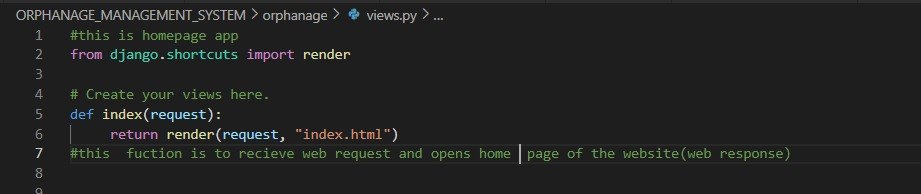 ORPHANAGE_MANAGEMENT_SYSTEM > orphanage > views.py > ...
1 #this is homepage app
2 from django.shortcuts import render
3
4 # Create your views here.
5 def index(request):
6 return render(request, "index.html")
7 #this  fuction is to recieve web request and opens home  page of the website(web response)
8
9